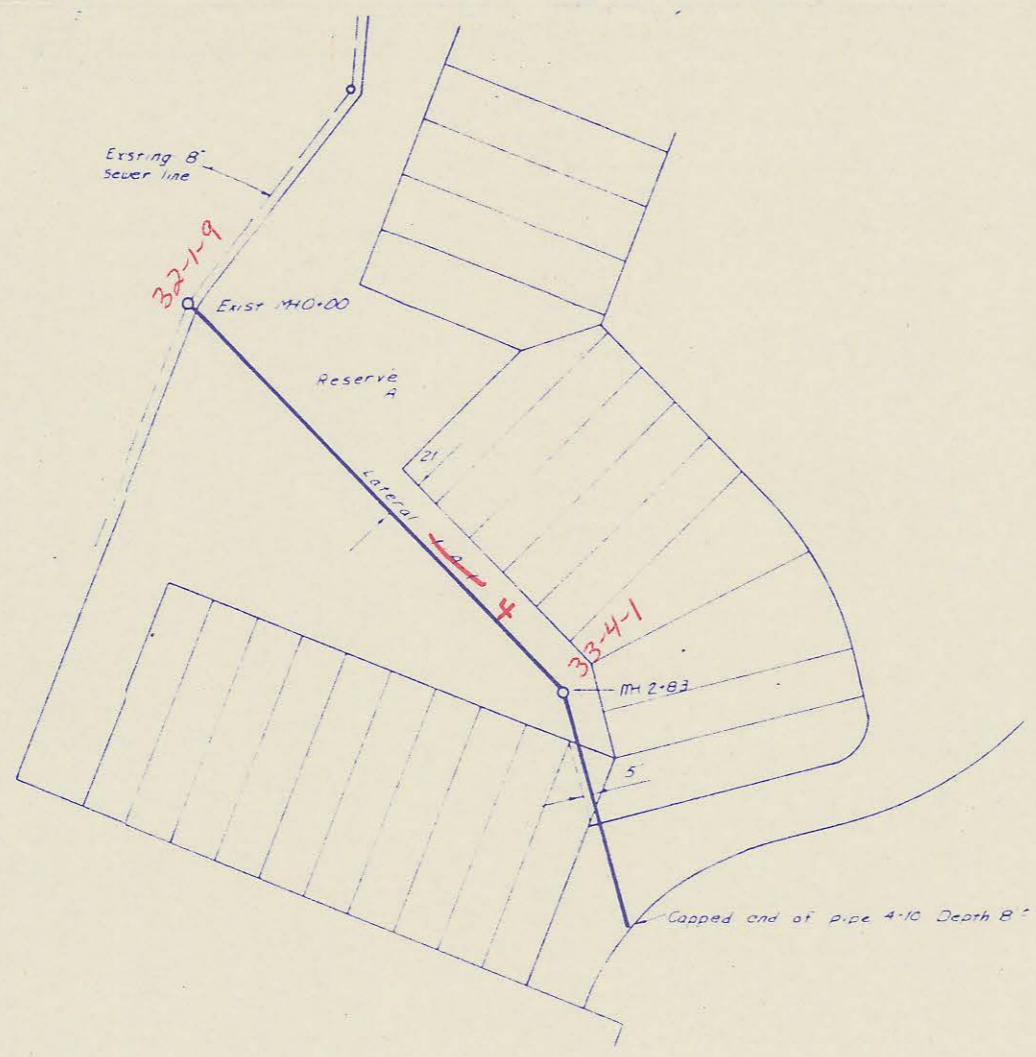 Existing 8"
sewer line
32-1-9
Exist MH 0+00
Reserve
A
21
Lateral "A"
4
33-4-1
MH 2+83
5'
Capped end of pipe 4+10 Depth 8'±